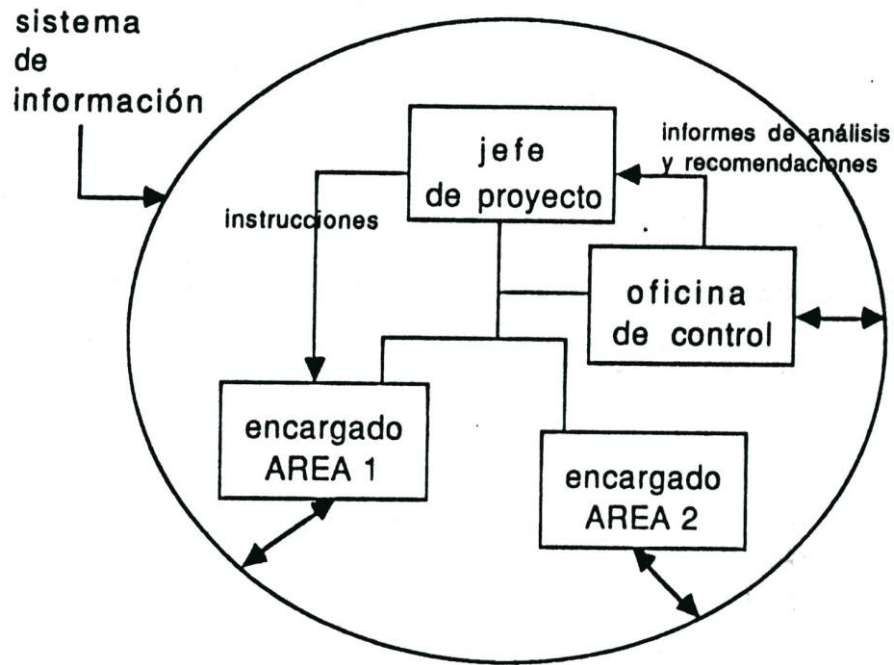 sistema
de
información
jefe
de proyecto
informes de análisis
y recomendaciones
instrucciones
oficina
de control
encargado
AREA 1
encargado
AREA 2